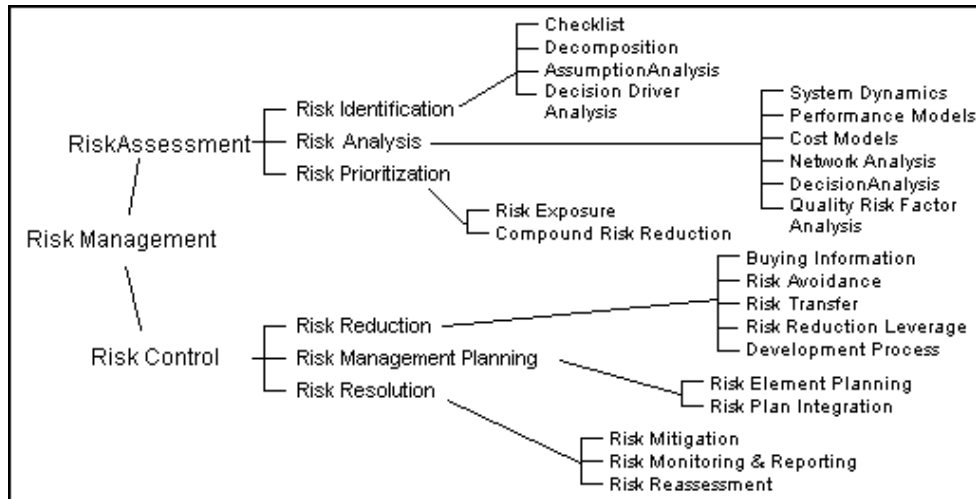 Checklist
Decomposition
AssumptionAnalysis
Decision Driver
Analysis
Risk Identification
RiskAssessment
Risk Analysis
Risk Prioritization
System Dynamics
Performance Models
Cost Models
Network Analysis
DecisionAnalysis
Quality Risk Factor
Analysis
Risk Exposure
Compound Risk Reduction
Risk Management
Buying Information
Risk Avoidance
Risk Transfer
Risk Reduction Leverage
Development Process
Risk Reduction
Risk Control
Risk Management Planning
Risk Resolution
Risk Element Planning
Risk Plan Integration
Risk Mitigation
Risk Monitoring & Reporting
Risk Reassessment